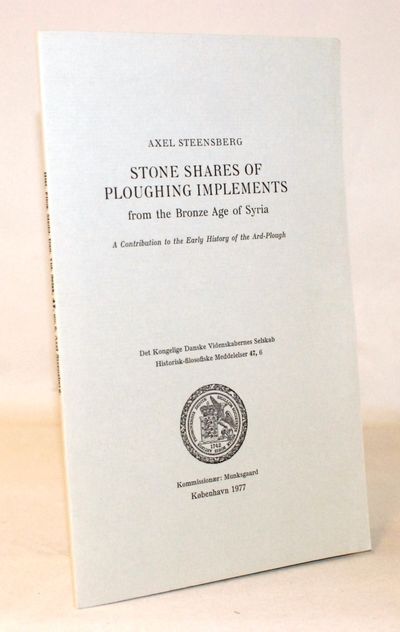 AXEL STEENSBERG
STONE SHARES OF
PLOUGHING IMPLEMENTS
from the Bronze Age of Syria
A Contribution to the Early History of the Ard-Plough
Det Kongelige Danske Videnskabernes Selskab
Historisk-filosofiske Meddelelser 47, 6
1742
Kommissionær: Munksgaard
København 1977